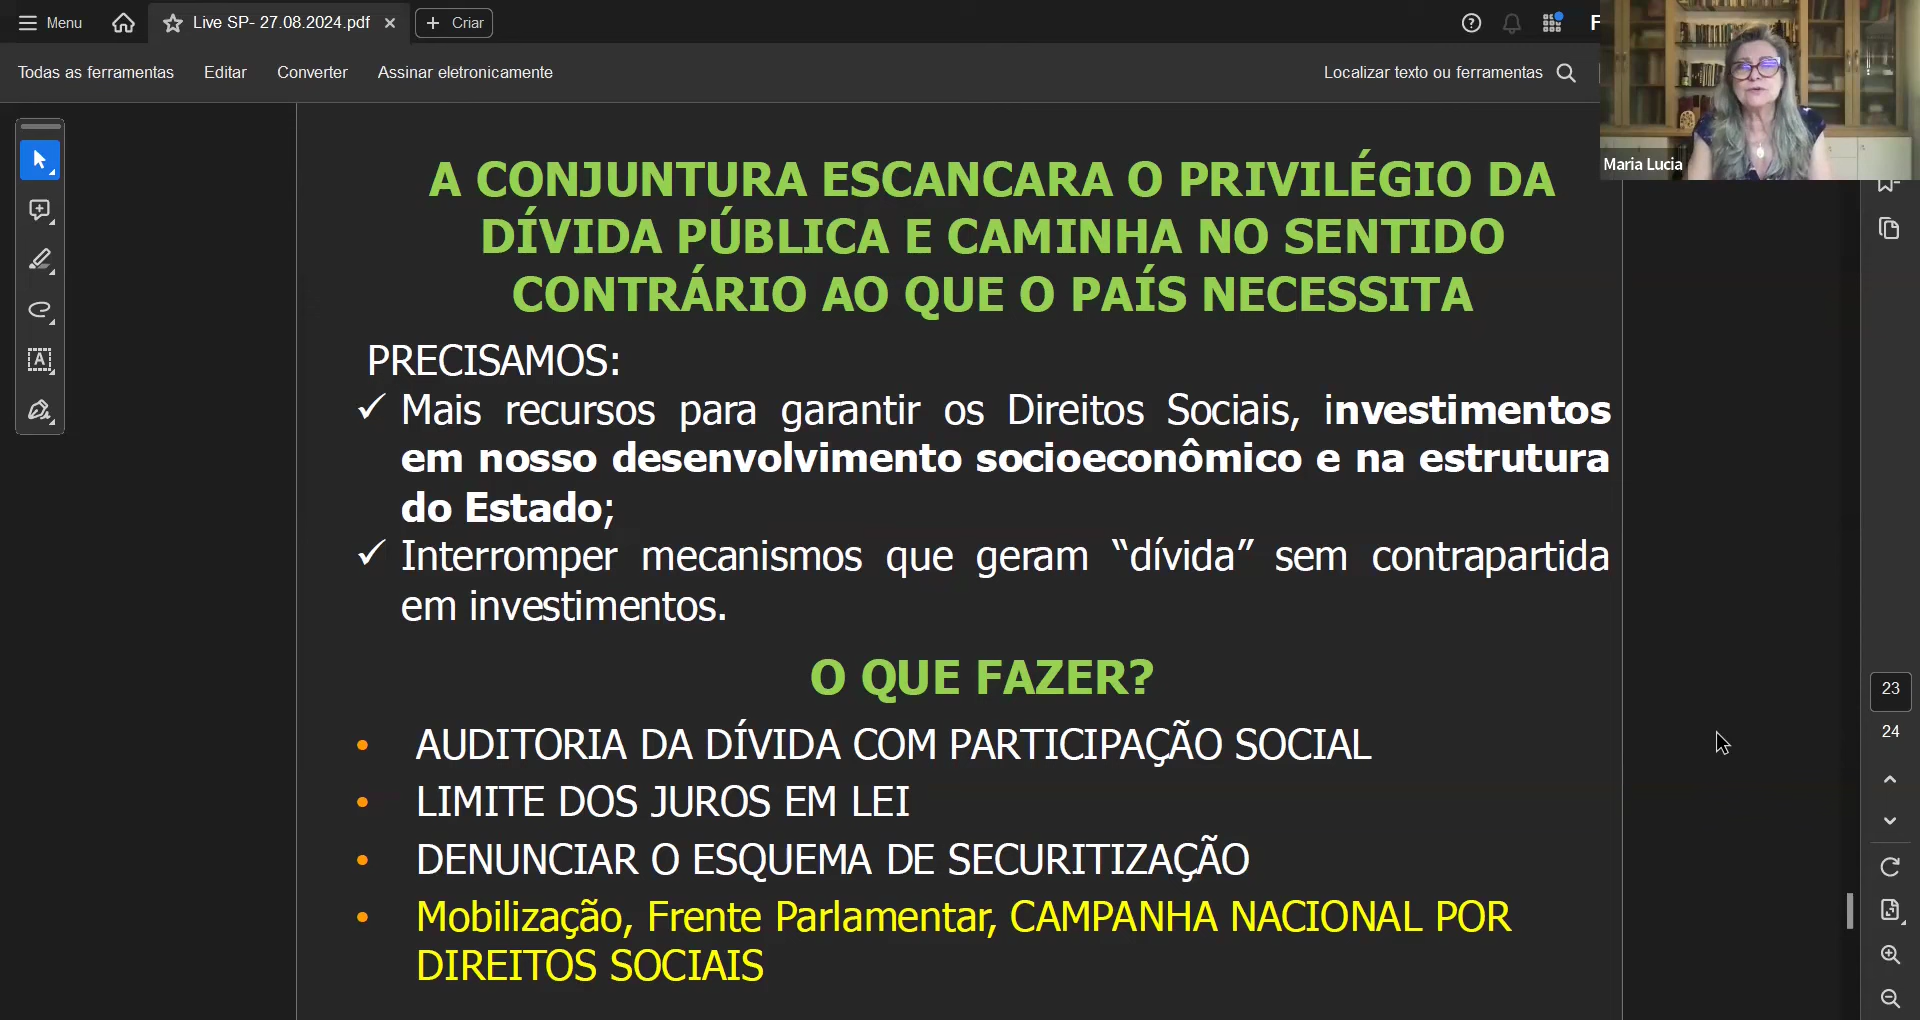 Menu
Live SP- 27.08.2024.pdf
Criar
Todas as ferramentas
Editar
Converter
Assinar eletronicamente
Localizar texto ou ferramentas
F
Maria Lucia
A CONJUNTURA ESCANCARA O PRIVILÉGIO DA
DÍVIDA PÚBLICA E CAMINHA NO SENTIDO
CONTRÁRIO AO QUE O PAÍS NECESSITA
PRECISAMOS:
✓ Mais recursos para garantir os Direitos Sociais, investimentos
em nosso desenvolvimento socioeconômico e na estrutura
do Estado;
✓ Interromper mecanismos que geram “dívida” sem contrapartida
em investimentos.
O QUE FAZER?
• AUDITORIA DA DÍVIDA COM PARTICIPAÇÃO SOCIAL
• LIMITE DOS JUROS EM LEI
• DENUNCIAR O ESQUEMA DE SECURITIZAÇÃO
• Mobilização, Frente Parlamentar, CAMPANHA NACIONAL POR
DIREITOS SOCIAIS
23
24